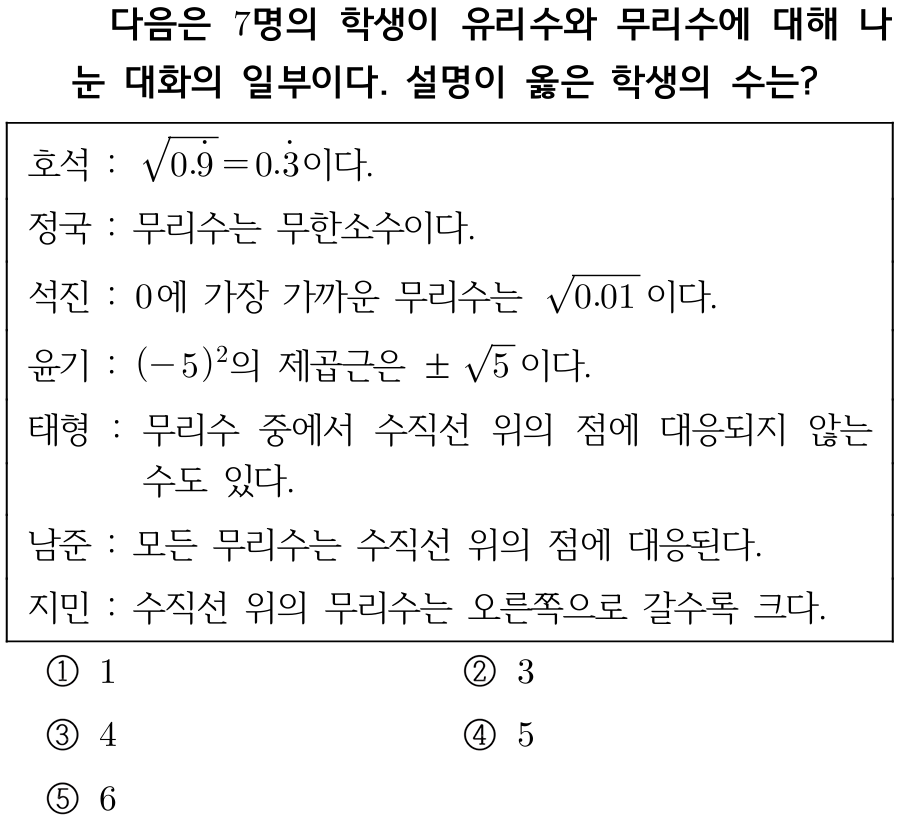 다음은 7명의 학생이 유리수와 무리수에 대해 나
눈 대화의 일부이다. 설명이 옳은 학생의 수는?
호석 : √0.9̇ = 0.3̇이다.
정국 : 무리수는 무한소수이다.
석진 : 0에 가장 가까운 무리수는 √0.01 이다.
윤기 : (−5)²의 제곱근은 ± √5 이다.
태형 : 무리수 중에서 수직선 위의 점에 대응되지 않는
수도 있다.
남준 : 모든 무리수는 수직선 위의 점에 대응된다.
지민 : 수직선 위의 무리수는 오른쪽으로 갈수록 크다.
① 1 ② 3
③ 4 ④ 5
⑤ 6